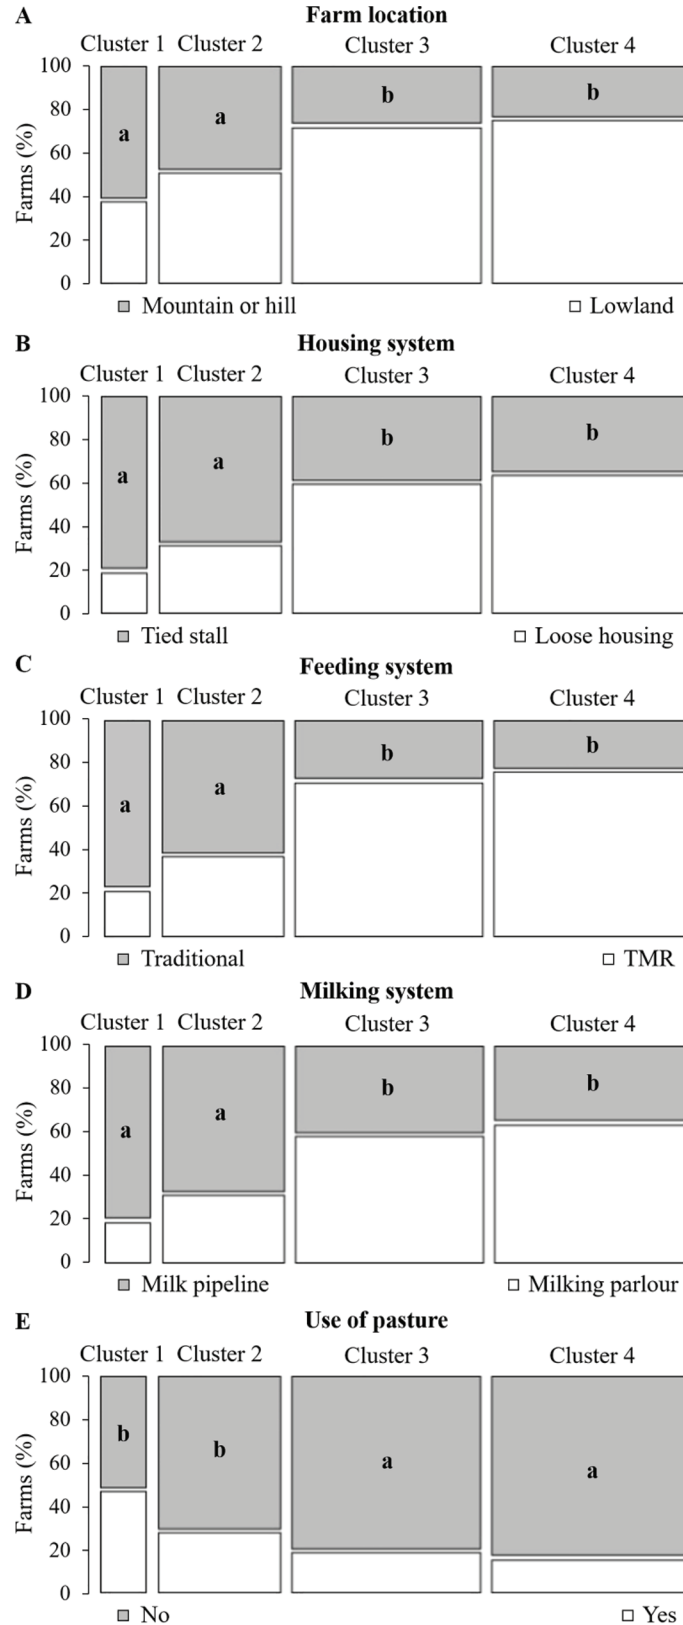 A Farm location
Cluster 1 Cluster 2 Cluster 3 Cluster 4
100
80
60
40
20
0
Farms (%)
a a b b
Mountain or hill Lowland
B Housing system
Cluster 1 Cluster 2 Cluster 3 Cluster 4
100
80
60
40
20
0
Farms (%)
a a b b
Tied stall Loose housing
C Feeding system
Cluster 1 Cluster 2 Cluster 3 Cluster 4
100
80
60
40
20
0
Farms (%)
a a b b
Traditional TMR
D Milking system
Cluster 1 Cluster 2 Cluster 3 Cluster 4
100
80
60
40
20
0
Farms (%)
a a b b
Milk pipeline Milking parlour
E Use of pasture
Cluster 1 Cluster 2 Cluster 3 Cluster 4
100
80
60
40
20
0
Farms (%)
b b a a
No Yes